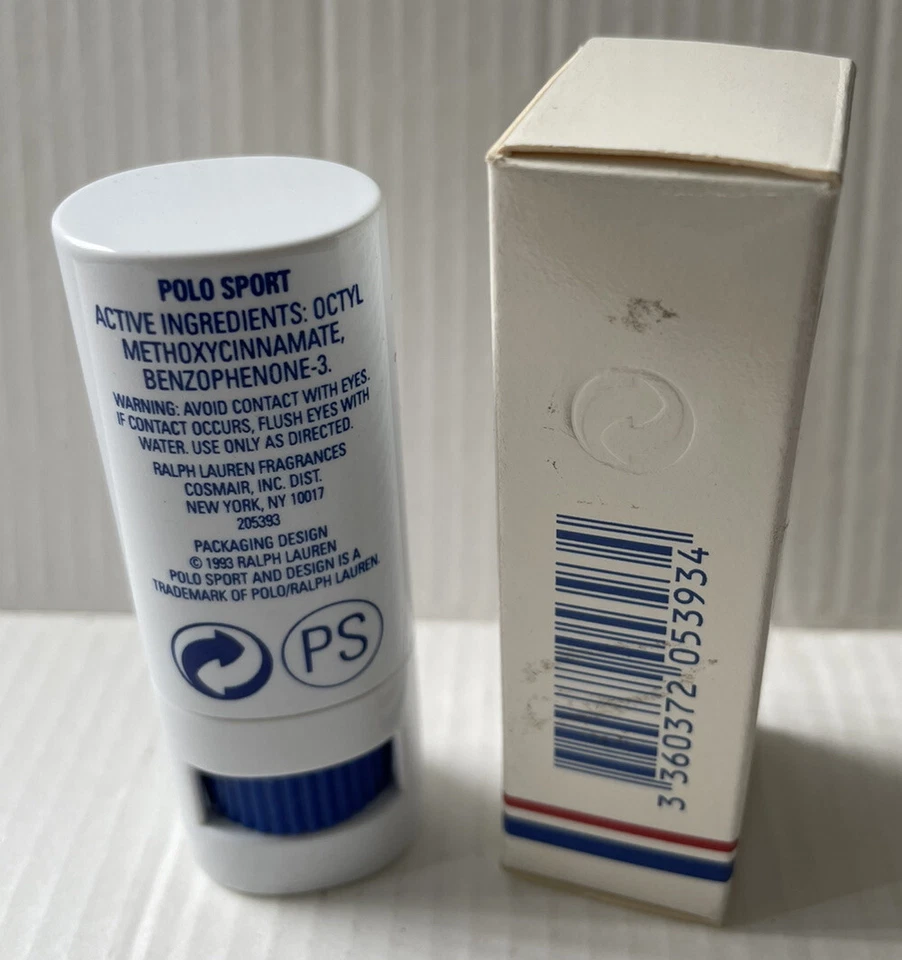 POLO SPORT
ACTIVE INGREDIENTS: OCTYL
METHOXYCINNAMATE,
BENZOPHENONE-3.
WARNING: AVOID CONTACT WITH EYES.
IF CONTACT OCCURS, FLUSH EYES WITH
WATER. USE ONLY AS DIRECTED.
RALPH LAUREN FRAGRANCES
COSMAIR, INC. DIST.
NEW YORK, NY 10017
205393
PACKAGING DESIGN
© 1993 RALPH LAUREN
POLO SPORT AND DESIGN IS A
TRADEMARK OF POLO/RALPH LAUREN.
PS
3 360372 053934